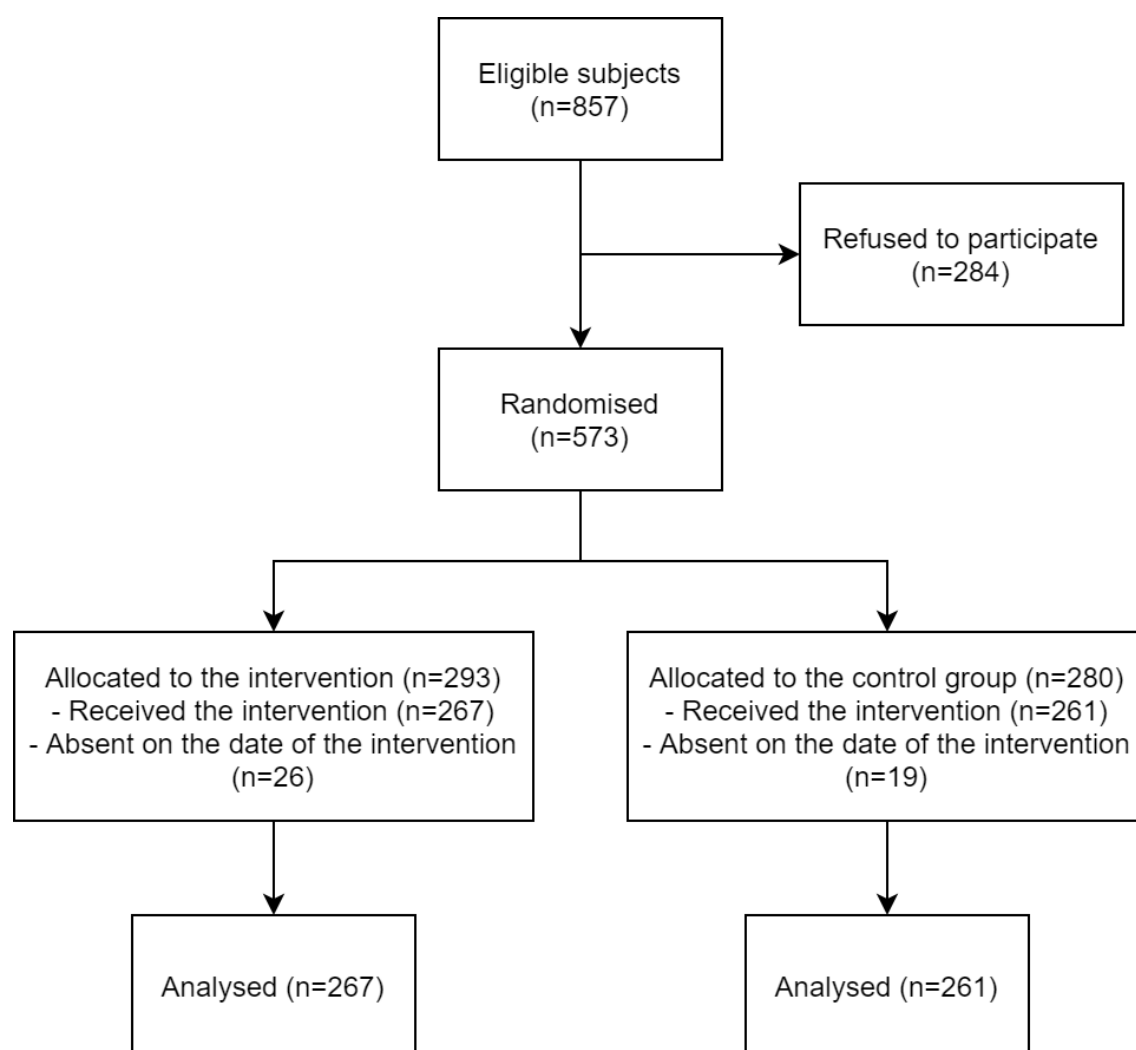 Eligible subjects
(n=857)
Refused to participate
(n=284)
Randomised
(n=573)
Allocated to the intervention (n=293)
- Received the intervention (n=267)
- Absent on the date of the intervention
(n=26)
Allocated to the control group (n=280)
- Received the intervention (n=261)
- Absent on the date of the intervention
(n=19)
Analysed (n=267)
Analysed (n=261)